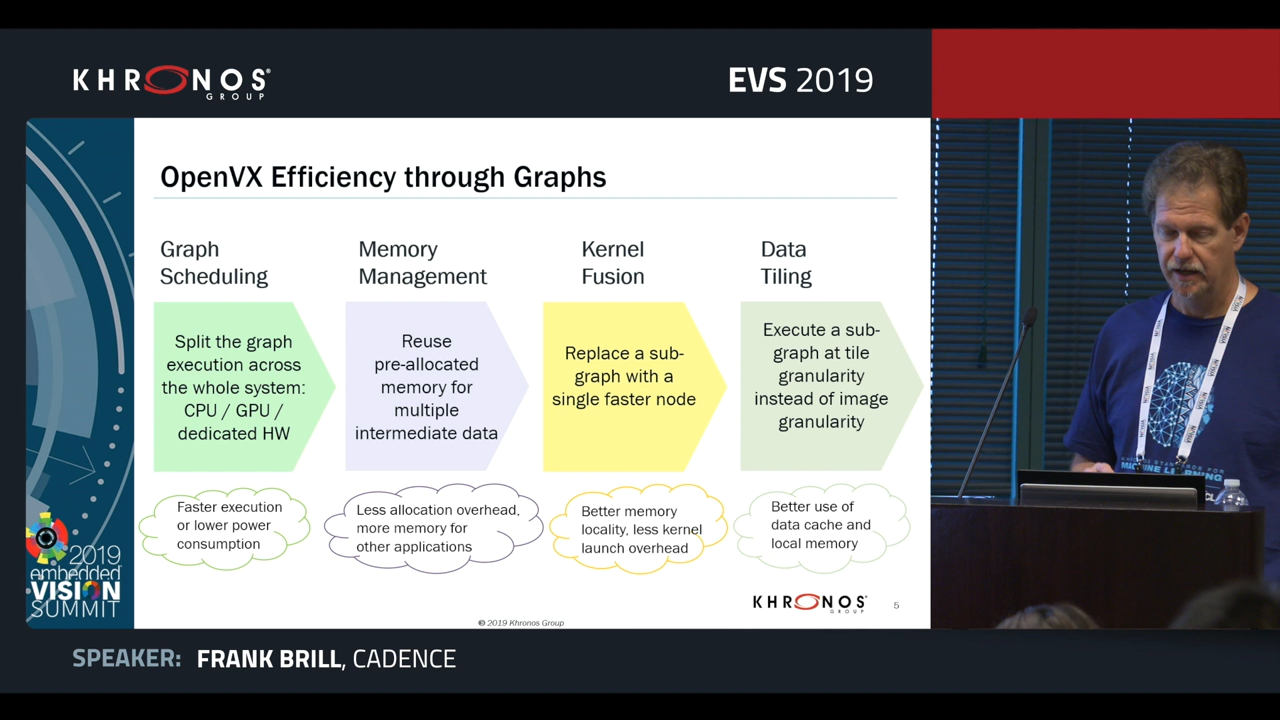 KHRONOS®
GROUP
EVS 2019
OpenVX Efficiency through Graphs
Graph
Scheduling
Memory
Management
Kernel
Fusion
Data
Tiling
Split the graph
execution across
the whole system:
CPU / GPU /
dedicated HW
Reuse
pre-allocated
memory for
multiple
intermediate data
Replace a sub-
graph with a
single faster node
Execute a sub-
graph at tile
granularity
instead of image
granularity
Faster execution
or lower power
consumption
Less allocation overhead,
more memory for
other applications
Better memory
locality, less kernel
launch overhead
Better use of
data cache and
local memory
2019
embedded
VISION
SUMMIT
KHRONOS
GROUP
5
© 2019 Khronos Group
MACHINE LEARNING
SPEAKER: FRANK BRILL, CADENCE